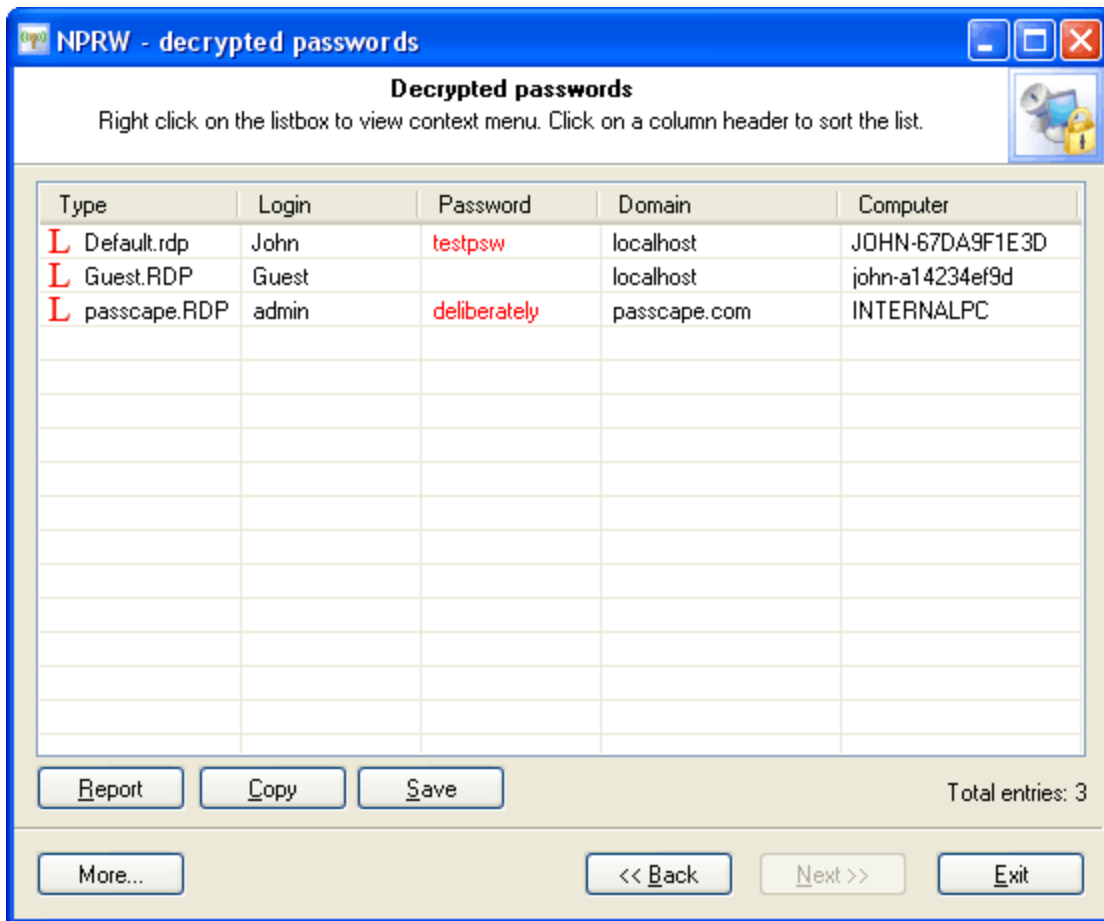 NPRW - decrypted passwords
Decrypted passwords
Right click on the listbox to view context menu. Click on a column header to sort the list.
Type Login Password Domain Computer
L Default.rdp John testpsw localhost JOHN-67DA9F1E3D
L Guest.RDP Guest localhost john-a14234ef9d
L passcape.RDP admin deliberately passcape.com INTERNALPC
Report Copy Save Total entries: 3
More... << Back Next >> Exit